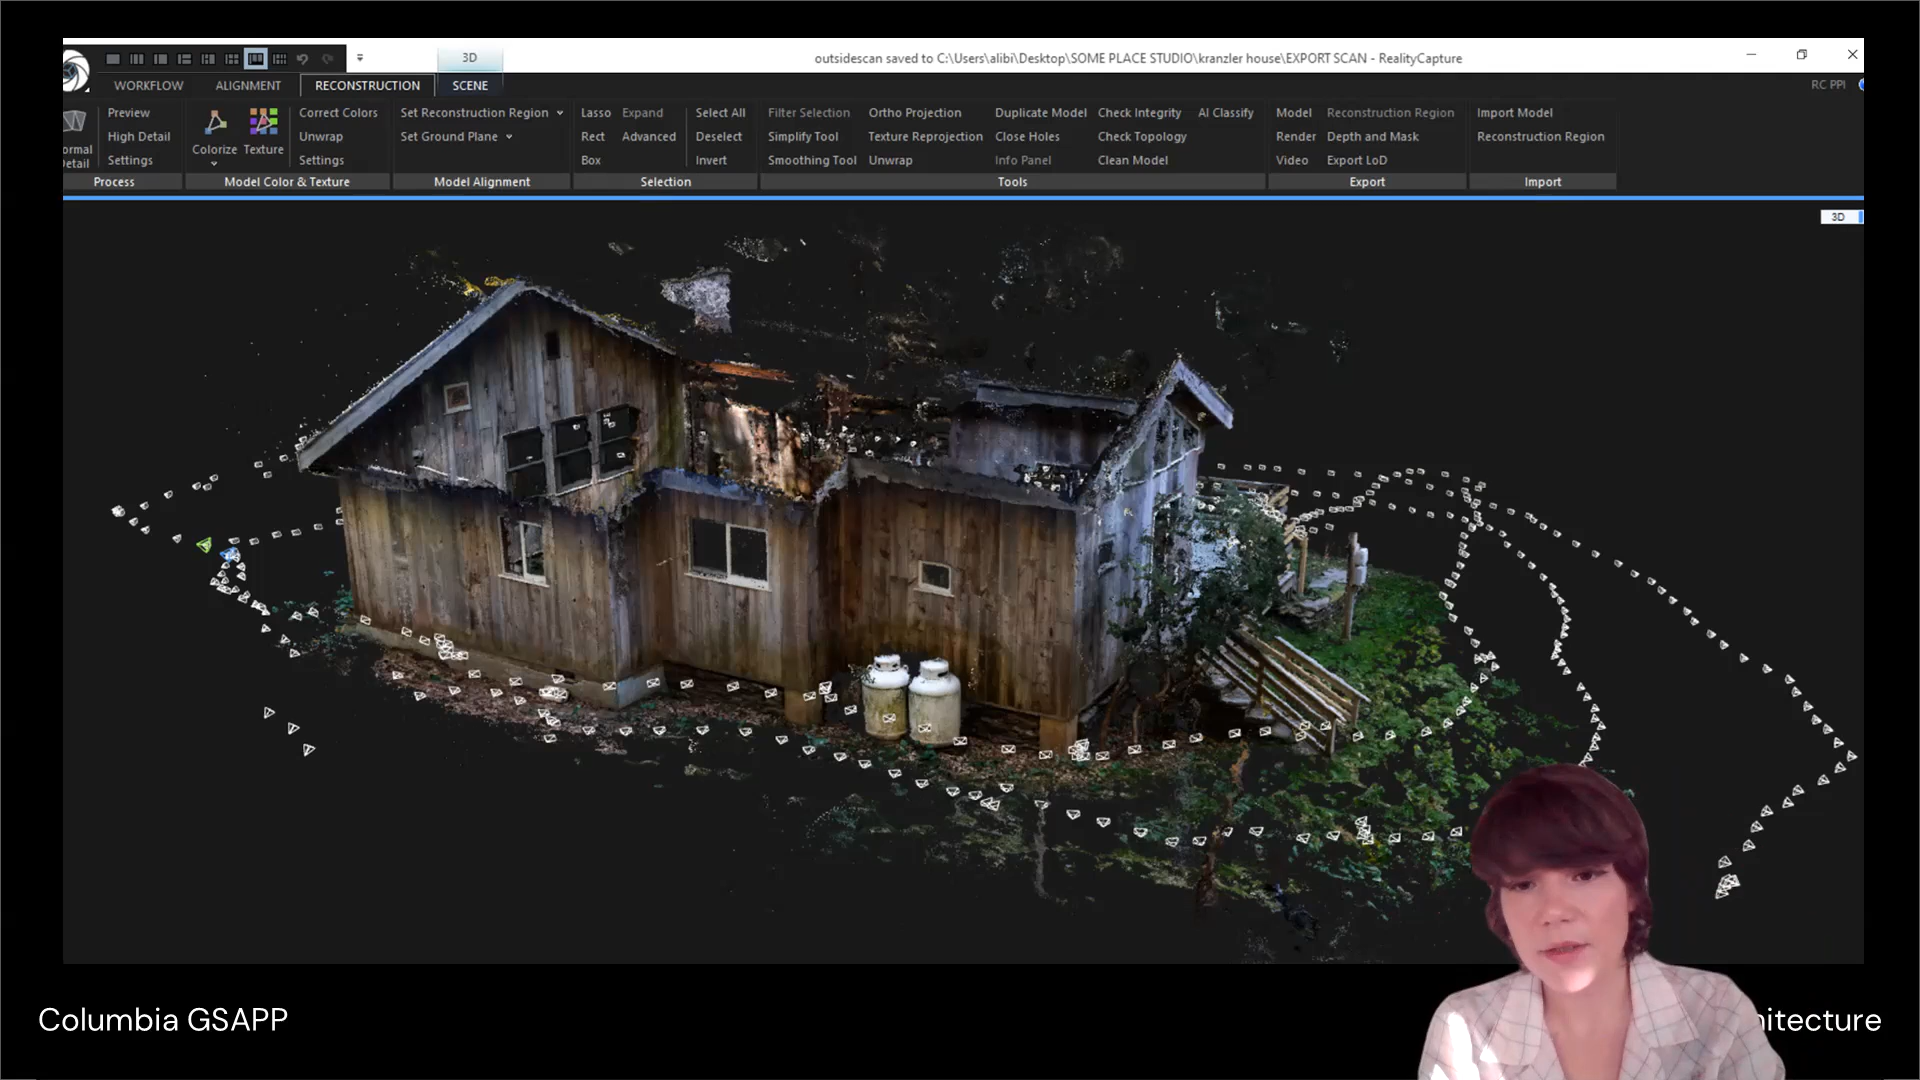 3D
outsidescan saved to C:\Users\alibi\Desktop\SOME PLACE STUDIO\kranzler house\EXPORT SCAN - RealityCapture
WORKFLOW
ALIGNMENT
RECONSTRUCTION
SCENE
RC PPI
Preview
High Detail
Settings
ormal
etail
Process
Colorize
Texture
Correct Colors
Unwrap
Settings
Model Color & Texture
Set Reconstruction Region
Set Ground Plane
Model Alignment
Lasso
Expand
Rect
Advanced
Box
Select All
Deselect
Invert
Selection
Filter Selection
Simplify Tool
Smoothing Tool
Ortho Projection
Texture Reprojection
Unwrap
Duplicate Model
Close Holes
Info Panel
Check Integrity
Check Topology
Clean Model
AI Classify
Tools
Model
Render
Video
Reconstruction Region
Depth and Mask
Export LoD
Export
Import Model
Reconstruction Region
Import
3D
Columbia GSAPP
hitecture